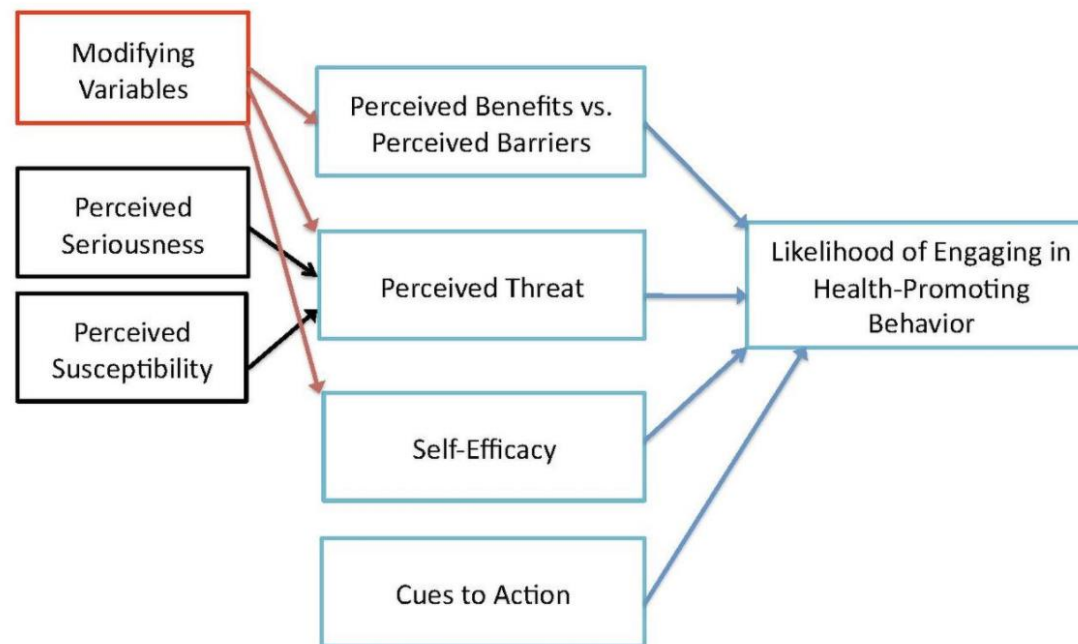 Modifying
Variables
Perceived Benefits vs.
Perceived Barriers
Perceived
Seriousness
Perceived Threat
Likelihood of Engaging in
Health-Promoting
Behavior
Perceived
Susceptibility
Self-Efficacy
Cues to Action